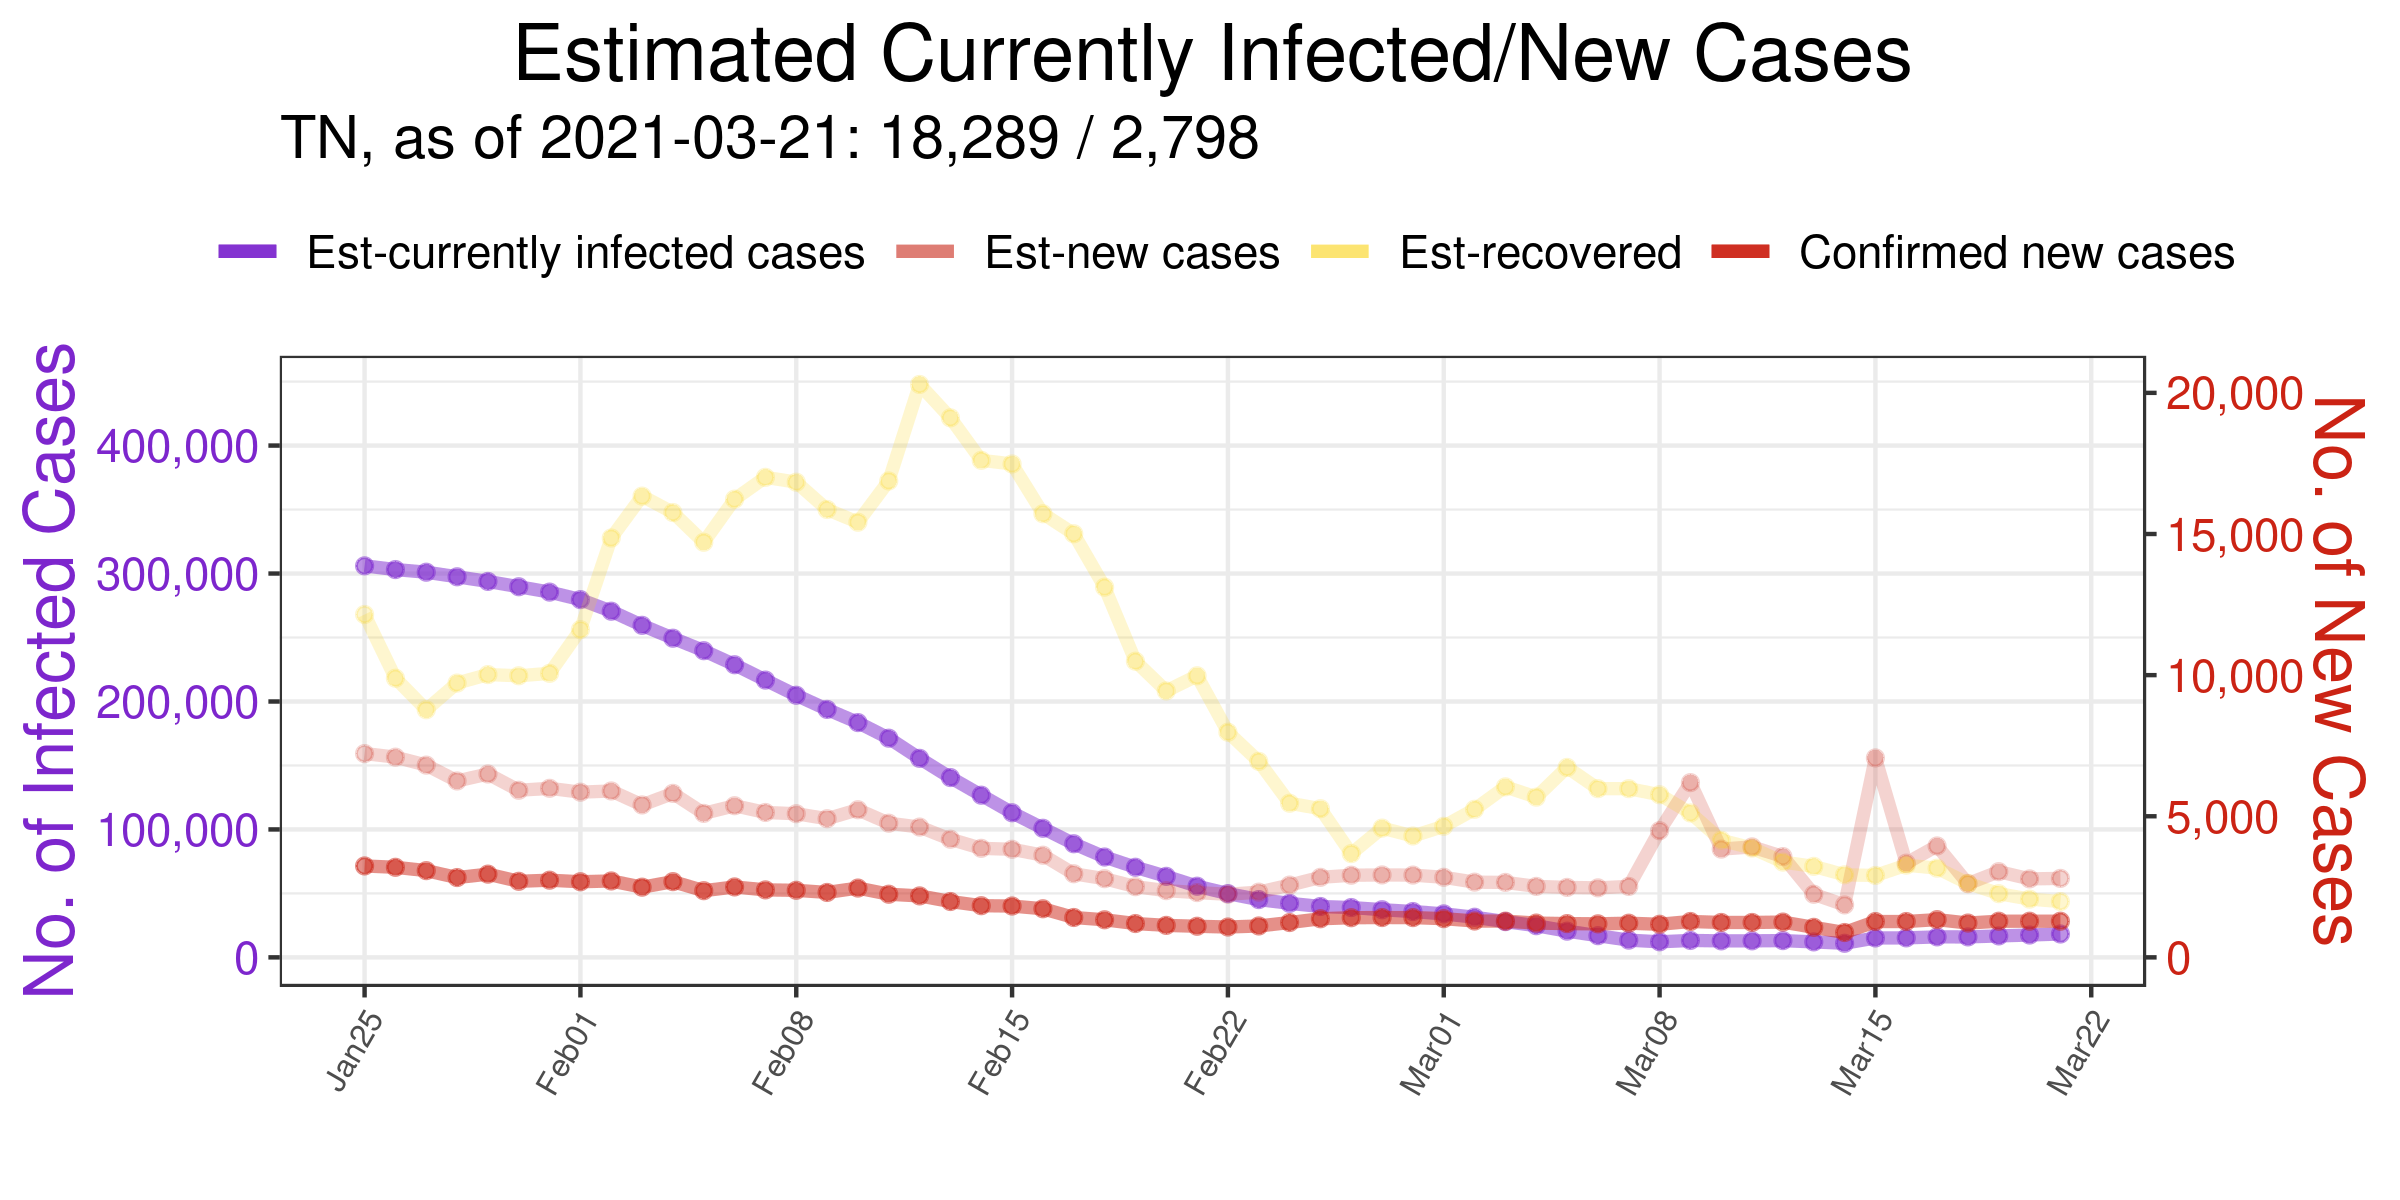 Estimated Currently Infected/New Cases
TN, as of 2021-03-21: 18,289 / 2,798
Est-currently infected cases Est-new cases Est-recovered Confirmed new cases
No. of Infected Cases
400,000
300,000
200,000
100,000
0
20,000
15,000
10,000
5,000
0
No. of New Cases
Jan25 Feb01 Feb08 Feb15 Feb22 Mar01 Mar08 Mar15 Mar22